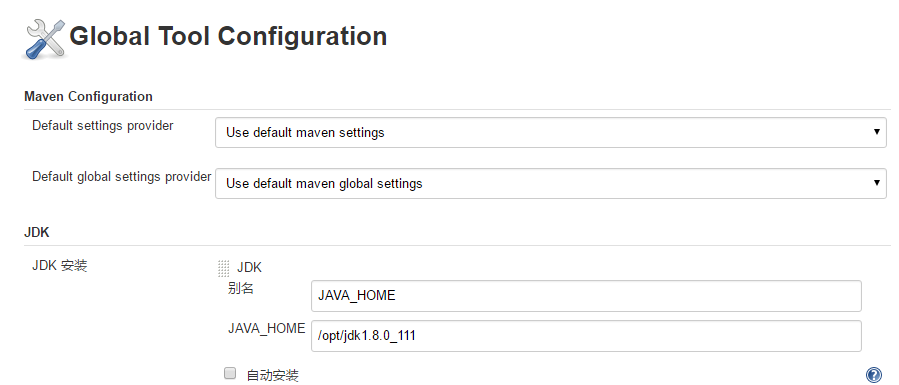 Global Tool Configuration
Maven Configuration
Default settings provider
Use default maven settings
Default global settings provider
Use default maven global settings
JDK
JDK 安装
JDK
别名
JAVA_HOME
JAVA_HOME
/opt/jdk1.8.0_111
自动安装
?